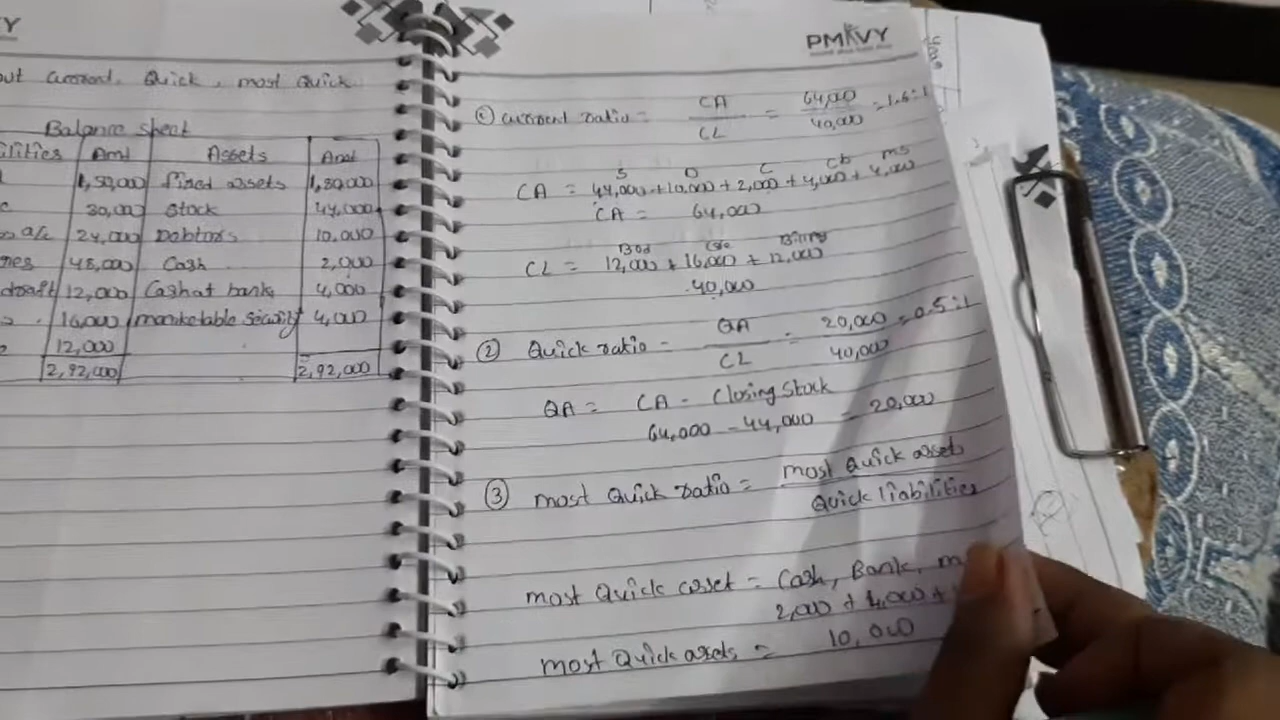 PMKVY
out current, Quick, most Quick
Balance sheet
ilities Amt Assets Amt
1,50,000 fixed assets 1,80,000
30,000 Stock 44,000
a/c 24,000 Debtors 10,000
48,000 Cash 2,000
draft 12,000 Cash at bank 4,000
16,000 marketable security 4,000
12,000
2,92,000 2,92,000
current ratio = CA / CL = 64,000 / 40,000 = 1.6:1
S D C Cb MS
CA = 44,000 + 10,000 + 2,000 + 4,000 + 4,000
CA = 64,000
CL = 12,000 + 16,000 + 12,000
40,000
② Quick ratio = QA / CL = 20,000 / 40,000 = 0.5:1
QA = CA - Closing stock
64,000 - 44,000 = 20,000
③ most Quick ratio = most Quick assets / Quick liabilities
most Quick asset = Cash, Bank, m
2,000 + 4,000 +
most Quick assets = 10,000